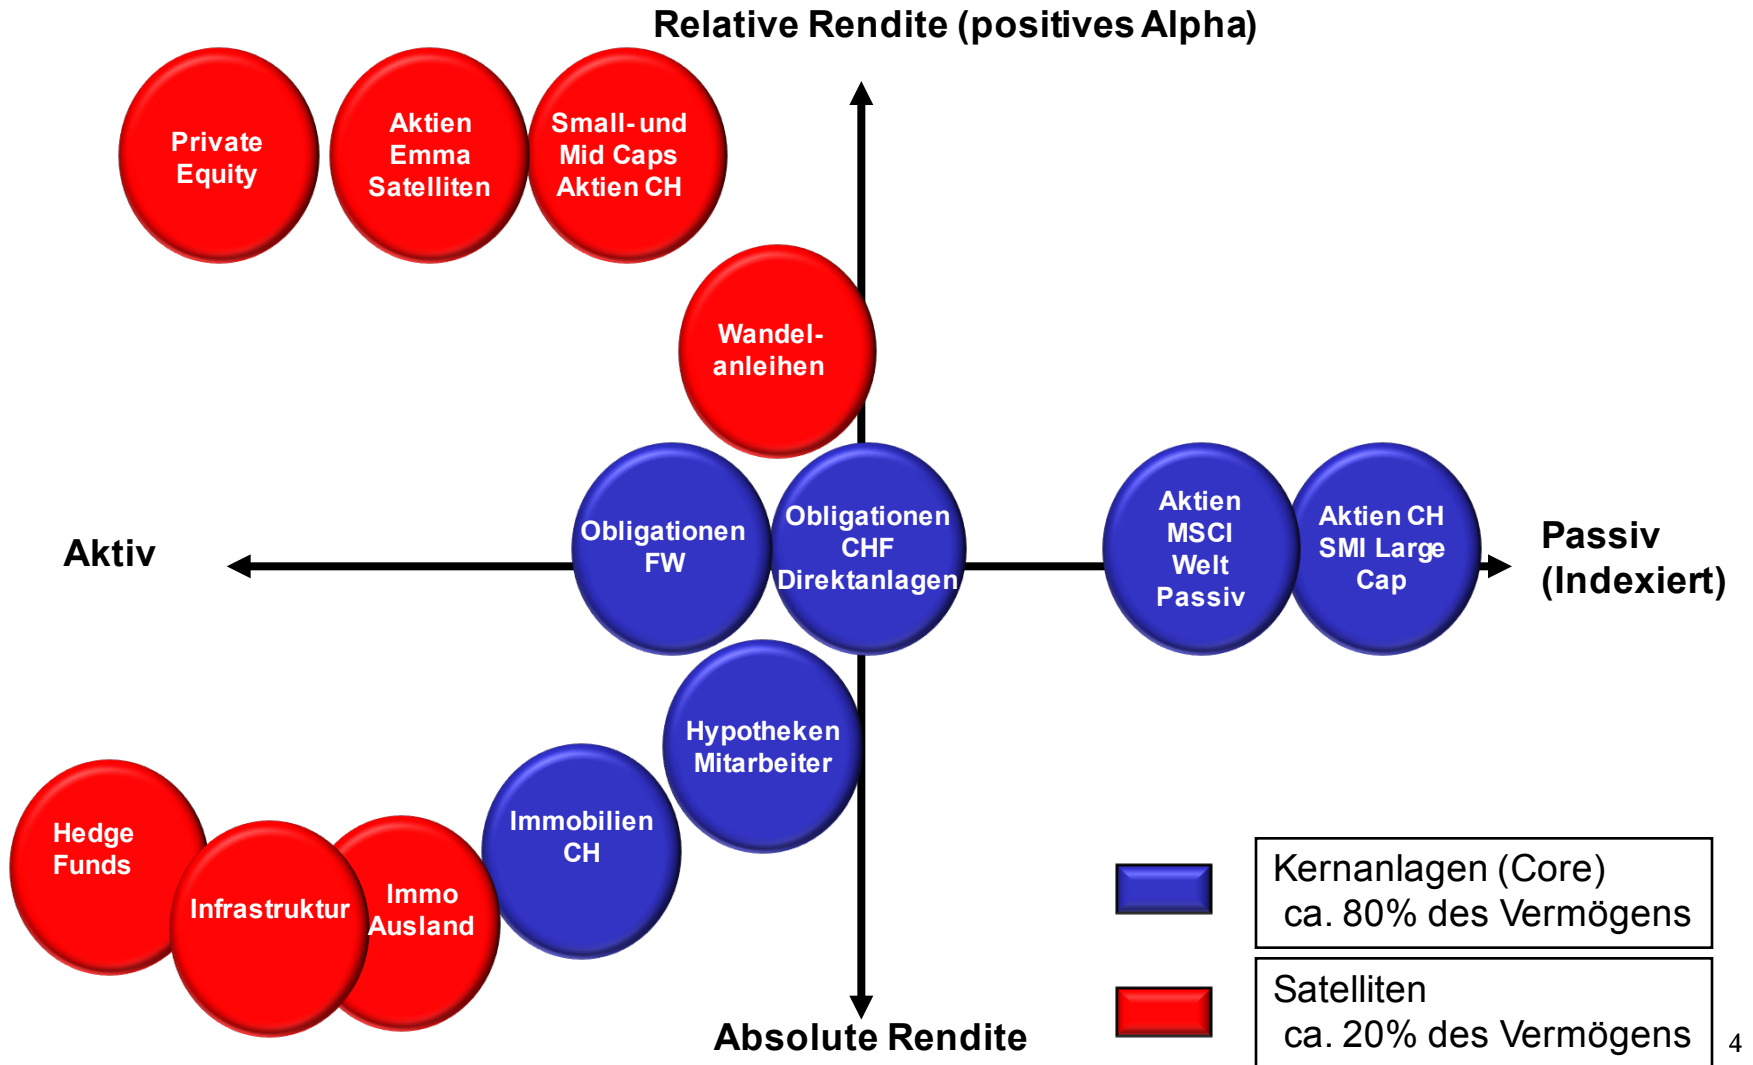 Relative Rendite (positives Alpha)
Private
Equity
Aktien
Emma
Satelliten
Small- und
Mid Caps
Aktien CH
Wandel-
anleihen
Aktiv
Obligationen
FW
Obligationen
CHF
Direktanlagen
Aktien
MSCI
Welt
Passiv
Aktien CH
SMI Large
Cap
Passiv
(Indexiert)
Hypotheken
Mitarbeiter
Immobilien
CH
Hedge
Funds
Infrastruktur
Immo
Ausland
Kernanlagen (Core)
ca. 80% des Vermögens
Satelliten
ca. 20% des Vermögens
Absolute Rendite
4